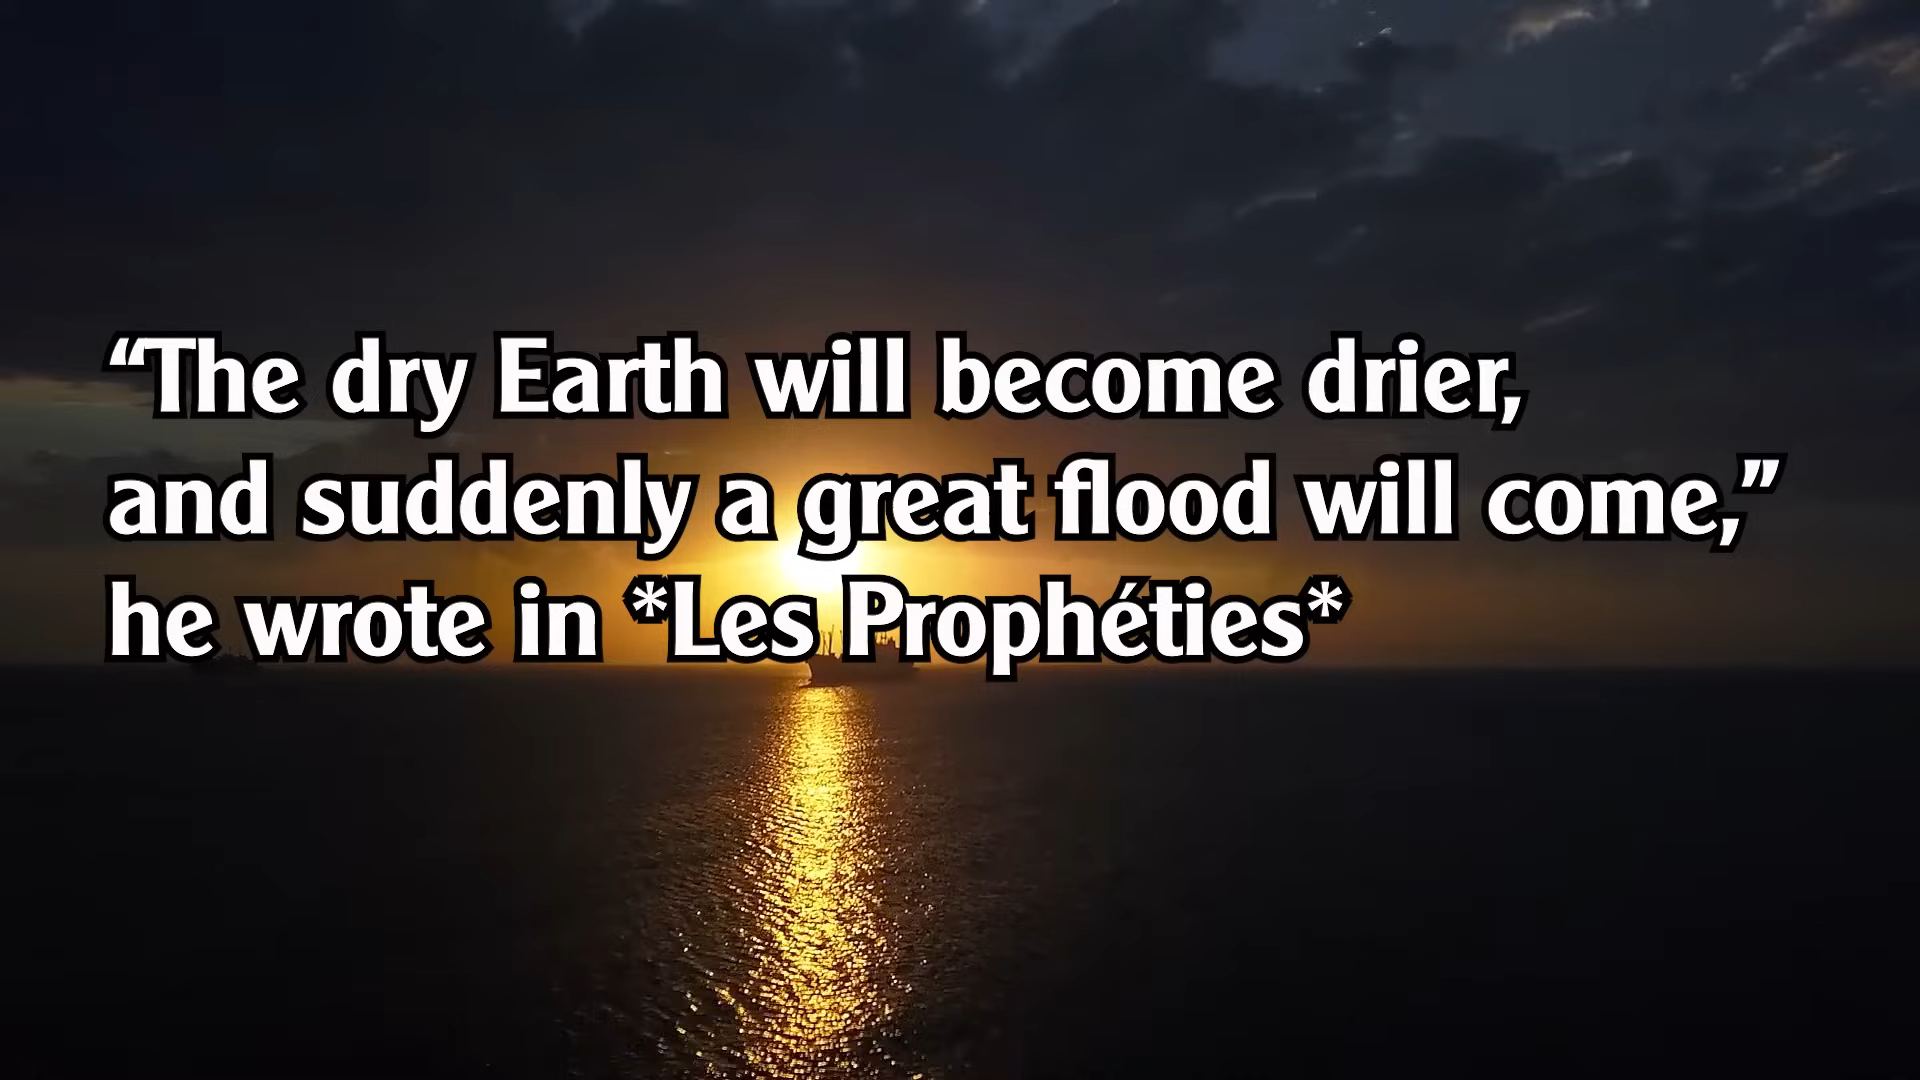 “The dry Earth will become drier,
and suddenly a great flood will come,”
he wrote in *Les Prophéties*